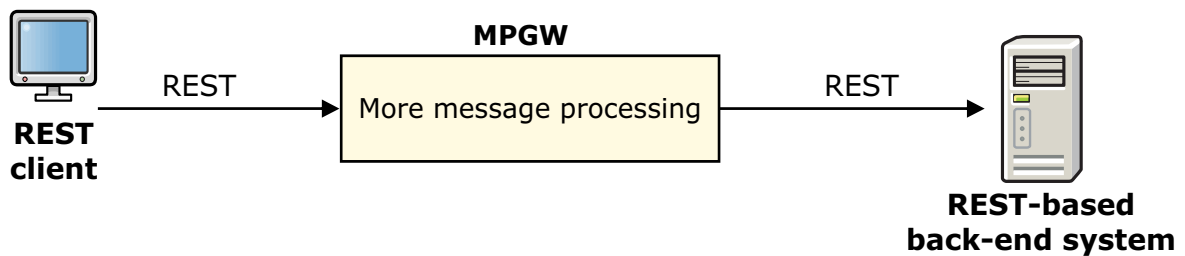 MPGW
REST
More message processing
REST
REST
client
REST-based
back-end system